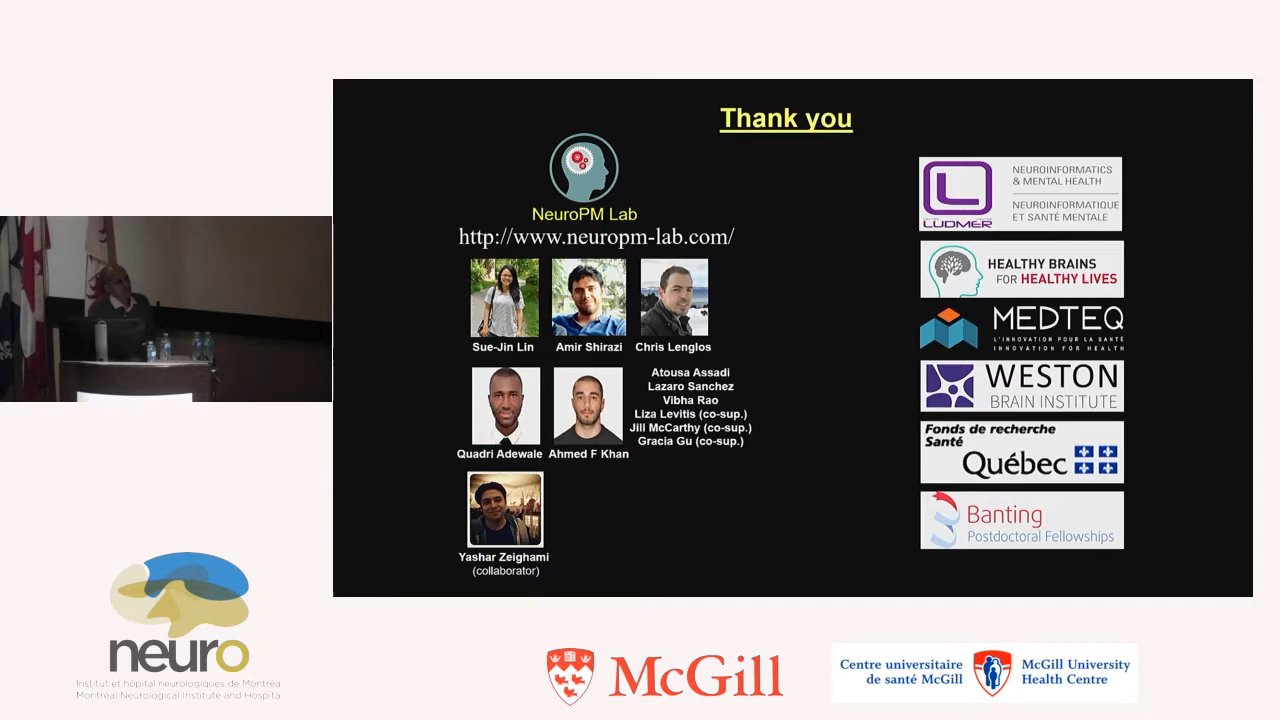 Thank you
NeuroPM Lab
http://www.neuropm-lab.com/
Sue-Jin Lin
Amir Shirazi
Chris Lenglos
Quadri Adewale
Ahmed F Khan
Atousa Assadi
Lazaro Sanchez
Vibha Rao
Liza Levitis (co-sup.)
Jill McCarthy (co-sup.)
Gracia Gu (co-sup.)
Yashar Zeighami
(collaborator)
LUDMER
NEUROINFORMATICS
& MENTAL HEALTH
NEUROINFORMATIQUE
ET SANTÉ MENTALE
HEALTHY BRAINS
FOR HEALTHY LIVES
MEDTEQ
L'INNOVATION POUR LA SANTÉ
INNOVATION FOR HEALTH
WESTON
BRAIN INSTITUTE
Fonds de recherche
Santé
Québec
Banting
Postdoctoral Fellowships
neuro
Institut et hôpital neurologiques de Montréa
Montreal Neurological Institute and Hospita
McGill
Centre universitaire
de santé McGill
McGill University
Health Centre